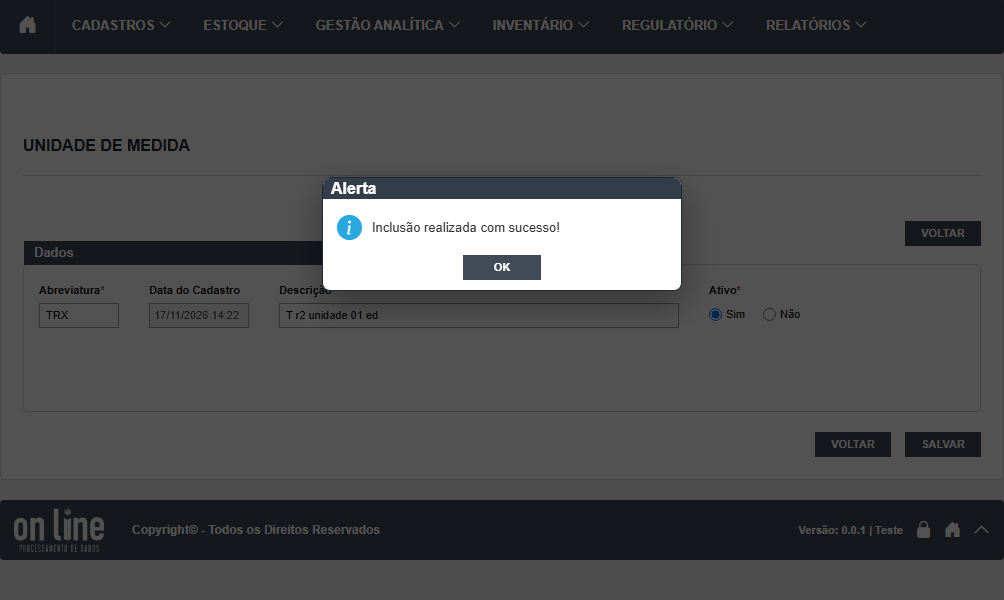 CADASTROS ESTOQUE GESTÃO ANALÍTICA INVENTÁRIO REGULATÓRIO RELATÓRIOS
UNIDADE DE MEDIDA
Alerta
i Inclusão realizada com sucesso!
OK
VOLTAR
Dados
Abreviatura* Data do Cadastro Descrição Ativo*
TRX 17/11/2026 14:22 T r2 unidade 01 ed Sim Não
VOLTAR SALVAR
on line
PROCESSAMENTO DE DADOS
Copyright© - Todos os Direitos Reservados Versão: 0.0.1 | Teste